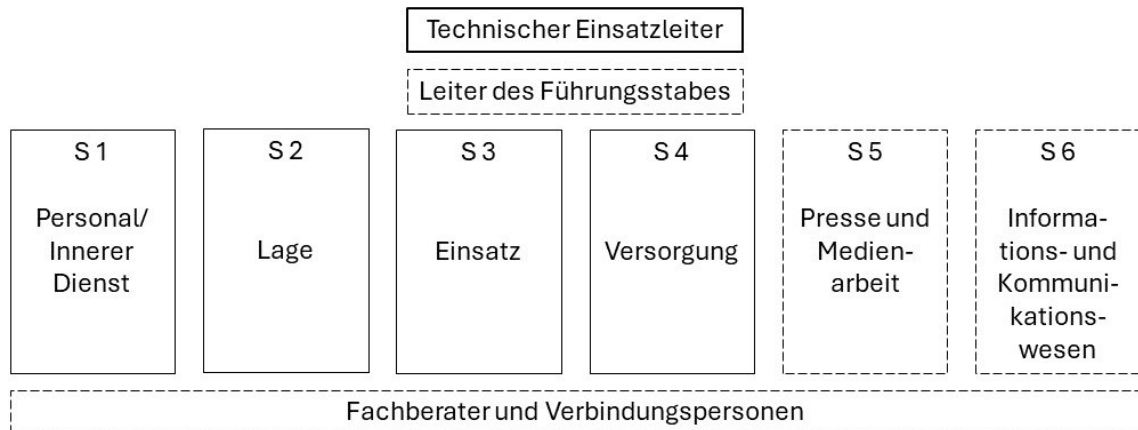 Technischer Einsatzleiter
Leiter des Führungsstabes
S 1
Personal/
Innerer
Dienst
S 2
Lage
S 3
Einsatz
S 4
Versorgung
S 5
Presse und
Medien-
arbeit
S 6
Informa-
tions- und
Kommuni-
kations-
wesen
Fachberater und Verbindungspersonen